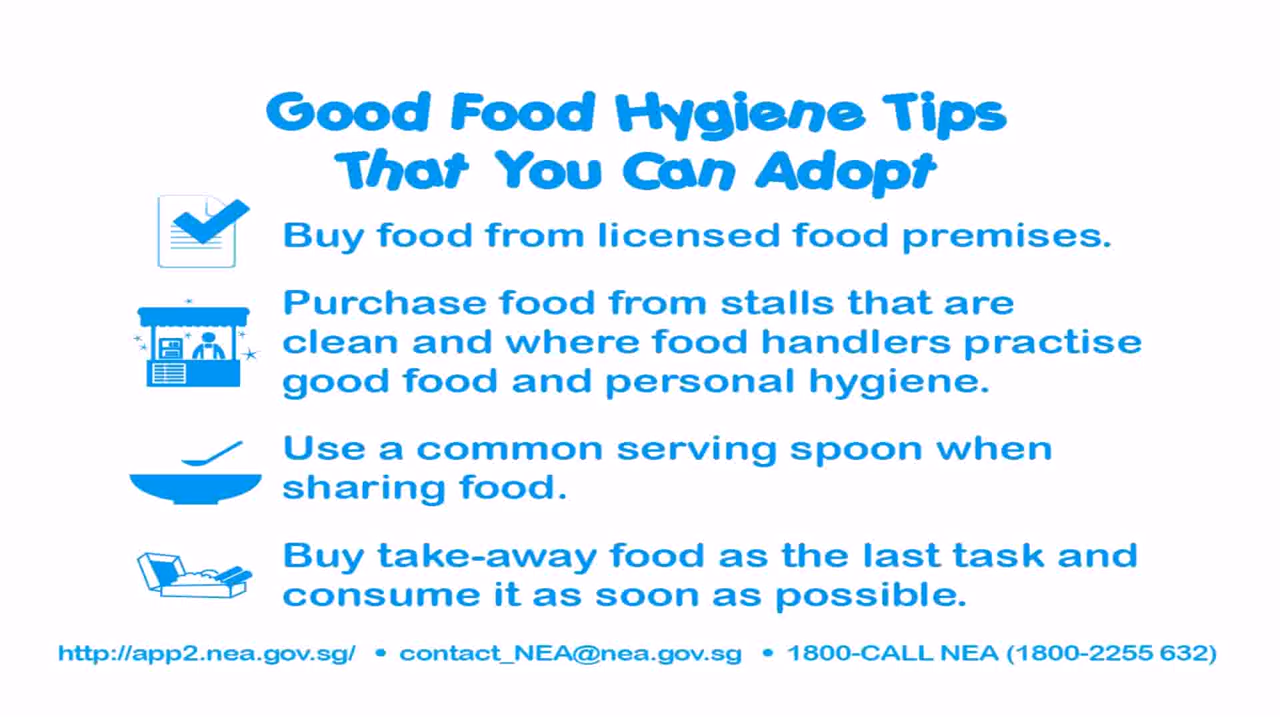 Good Food Hygiene Tips
That You Can Adopt
Buy food from licensed food premises.
Purchase food from stalls that are
clean and where food handlers practise
good food and personal hygiene.
Use a common serving spoon when
sharing food.
Buy take-away food as the last task and
consume it as soon as possible.
http://app2.nea.gov.sg/ • contact_NEA@nea.gov.sg • 1800-CALL NEA (1800-2255 632)